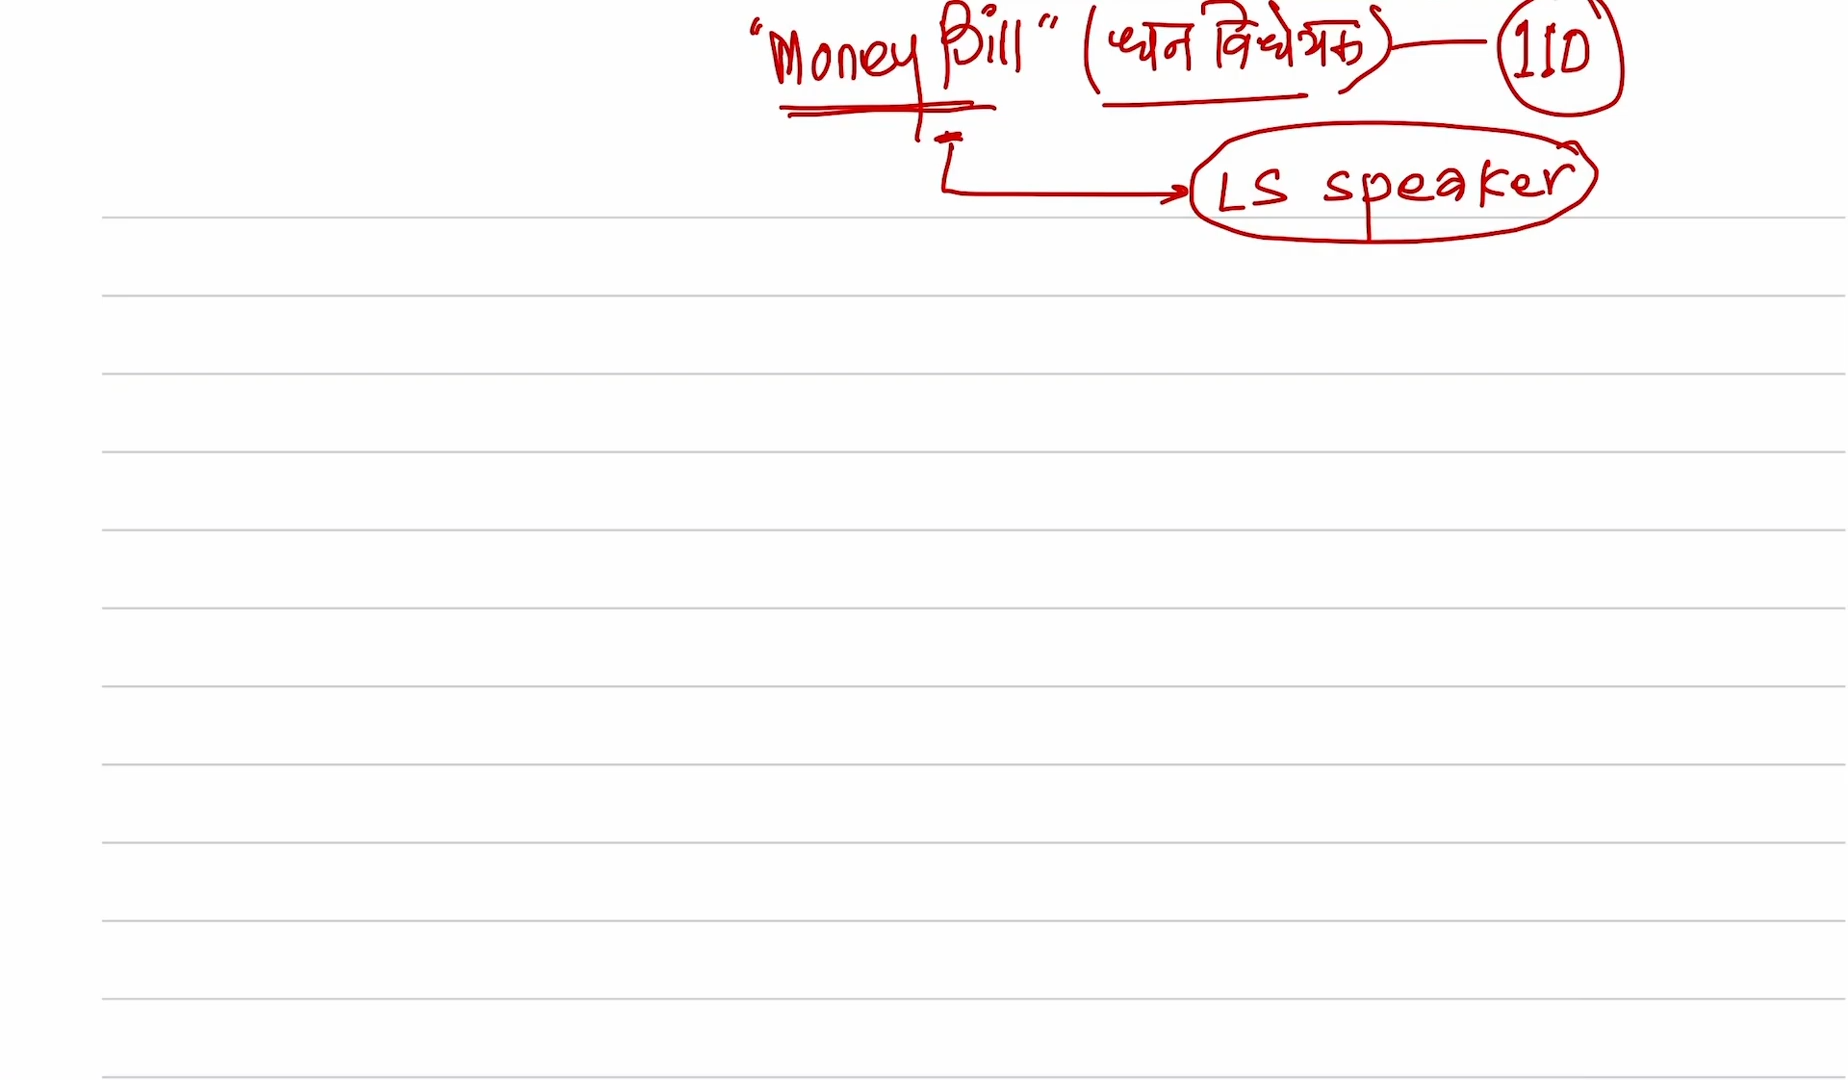 "Money Bill" (धन विधेयक) — 110
LS speaker